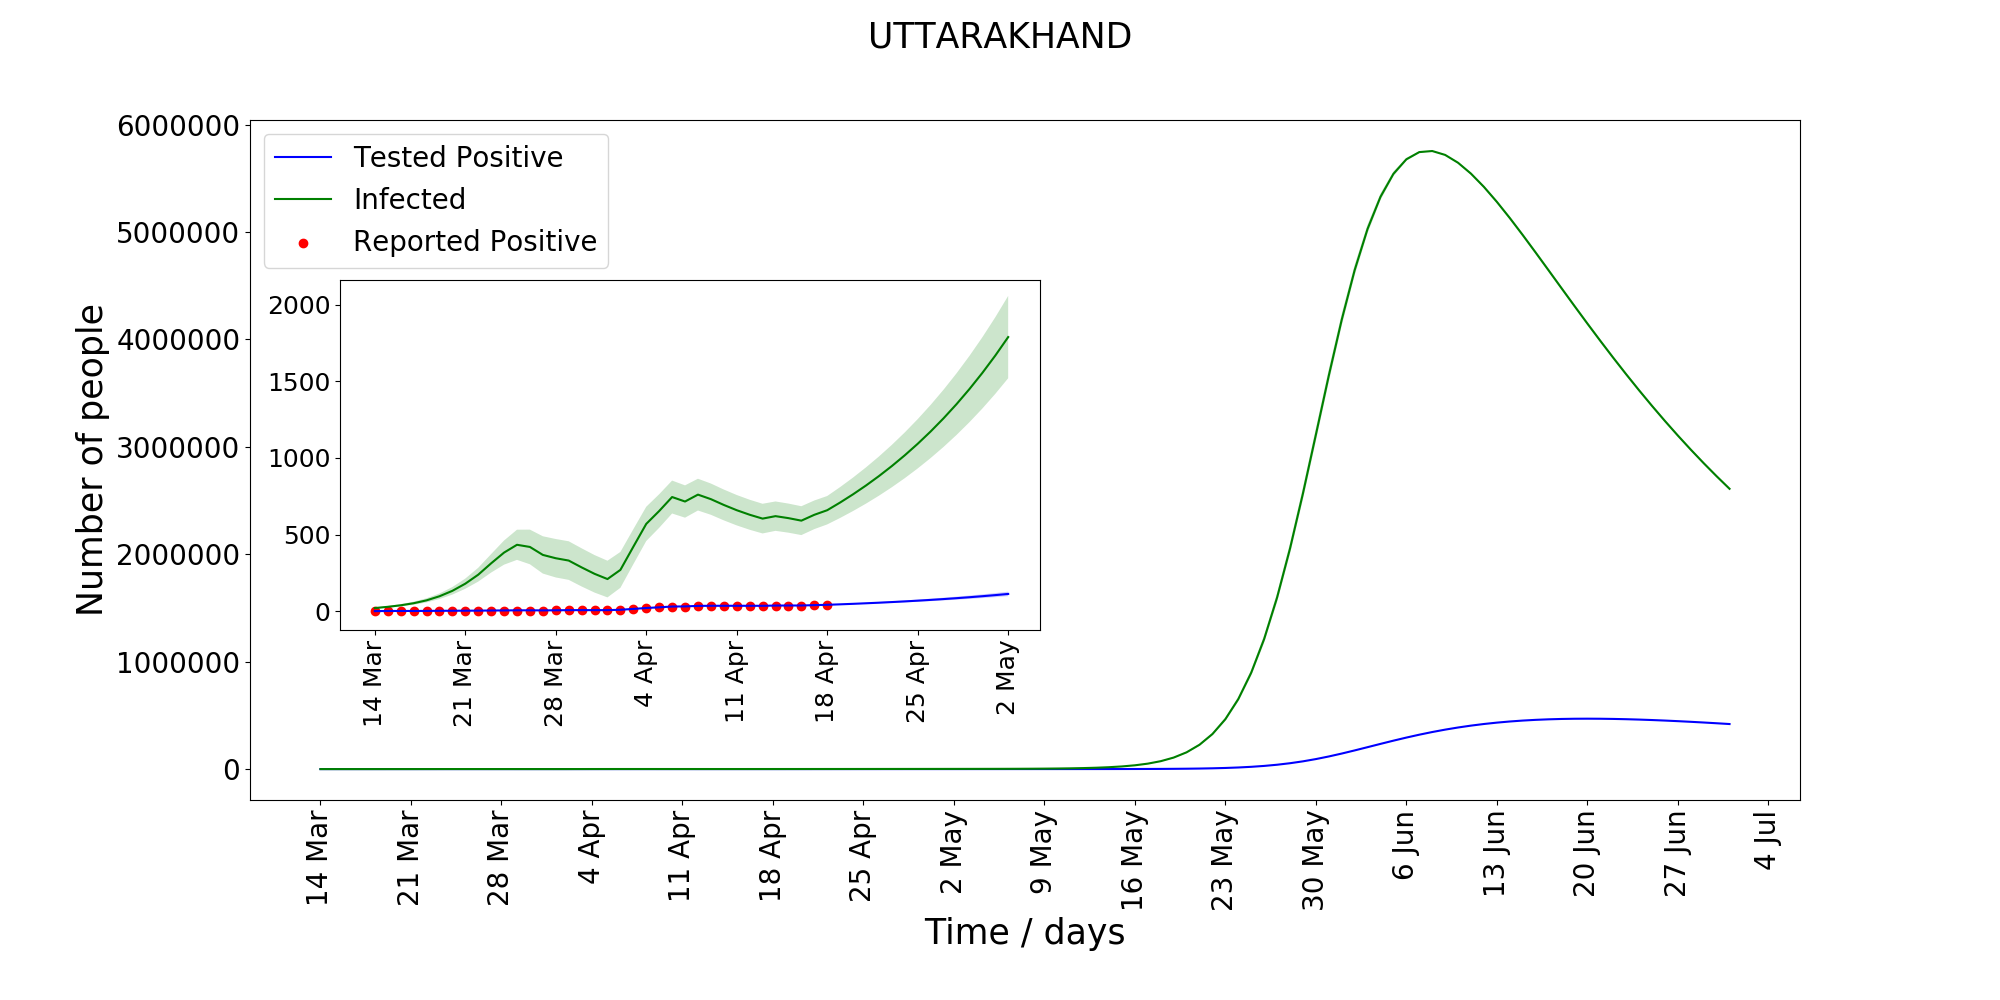 UTTARAKHAND
6000000
5000000
4000000
3000000
2000000
1000000
0
Number of people
Tested Positive
Infected
Reported Positive
2000
1500
1000
500
0
14 Mar
21 Mar
28 Mar
4 Apr
11 Apr
18 Apr
25 Apr
2 May
14 Mar
21 Mar
28 Mar
4 Apr
11 Apr
18 Apr
25 Apr
2 May
9 May
16 May
23 May
30 May
6 Jun
13 Jun
20 Jun
27 Jun
4 Jul
Time / days